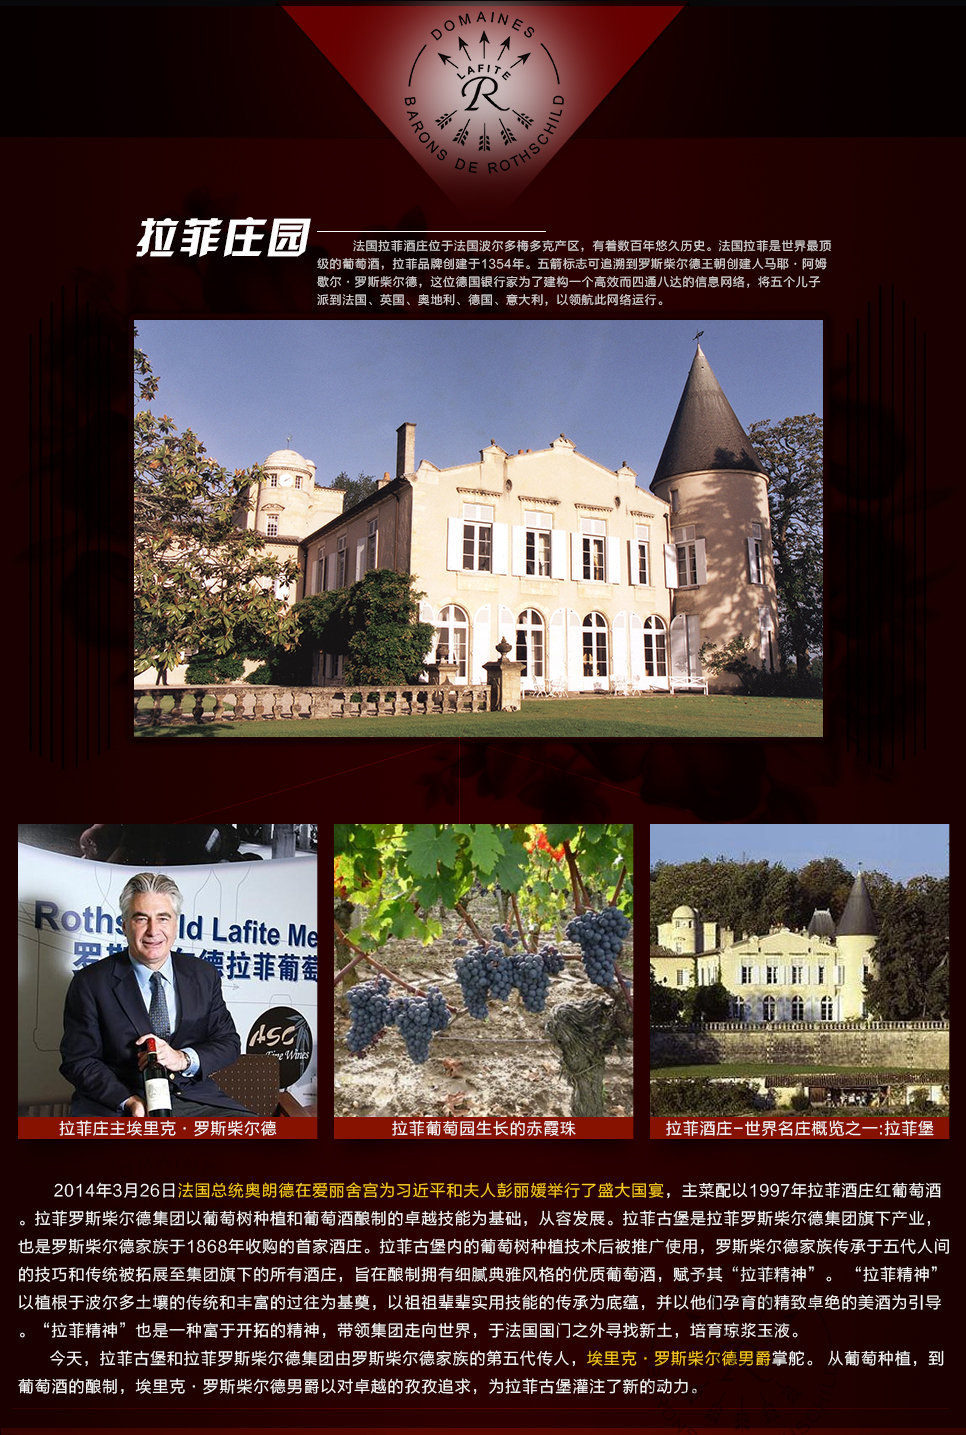 DOMAINES
LAFITE
R
BARONS DE ROTHSCHILD
拉菲庄园
法国拉菲酒庄位于法国波尔多梅多克产区，有着数百年悠久历史。法国拉菲是世界最顶
级的葡萄酒，拉菲品牌创建于1354年。五箭标志可追溯到罗斯柴尔德王朝创建人马耶·阿姆
歇尔·罗斯柴尔德，这位德国银行家为了建构一个高效而四通八达的信息网络，将五个儿子
派到法国、英国、奥地利、德国、意大利，以领航此网络运行。
Roths ld Lafite Me
罗斯 尔德拉菲葡萄
ASC
Fine Wines
拉菲庄主埃里克·罗斯柴尔德
拉菲葡萄园生长的赤霞珠
拉菲酒庄-世界名庄概览之一:拉菲堡
2014年3月26日法国总统奥朗德在爱丽舍宫为习近平和夫人彭丽媛举行了盛大国宴，主菜配以1997年拉菲酒庄红葡萄酒
。拉菲罗斯柴尔德集团以葡萄树种植和葡萄酒酿制的卓越技能为基础，从容发展。拉菲古堡是拉菲罗斯柴尔德集团旗下产业，
也是罗斯柴尔德家族于1868年收购的首家酒庄。拉菲古堡内的葡萄树种植技术后被推广使用，罗斯柴尔德家族传承于五代人间
的技巧和传统被拓展至集团旗下的所有酒庄，旨在酿制拥有细腻典雅风格的优质葡萄酒，赋予其“拉菲精神”。 “拉菲精神”
以植根于波尔多土壤的传统和丰富的过往为基奠，以祖祖辈辈实用技能的传承为底蕴，并以他们孕育的精致卓绝的美酒为引导
。“拉菲精神”也是一种富于开拓的精神，带领集团走向世界，于法国国门之外寻找新土，培育琼浆玉液。
今天，拉菲古堡和拉菲罗斯柴尔德集团由罗斯柴尔德家族的第五代传人，埃里克·罗斯柴尔德男爵掌舵。 从葡萄种植，到
葡萄酒的酿制，埃里克·罗斯柴尔德男爵以对卓越的孜孜追求，为拉菲古堡灌注了新的动力。